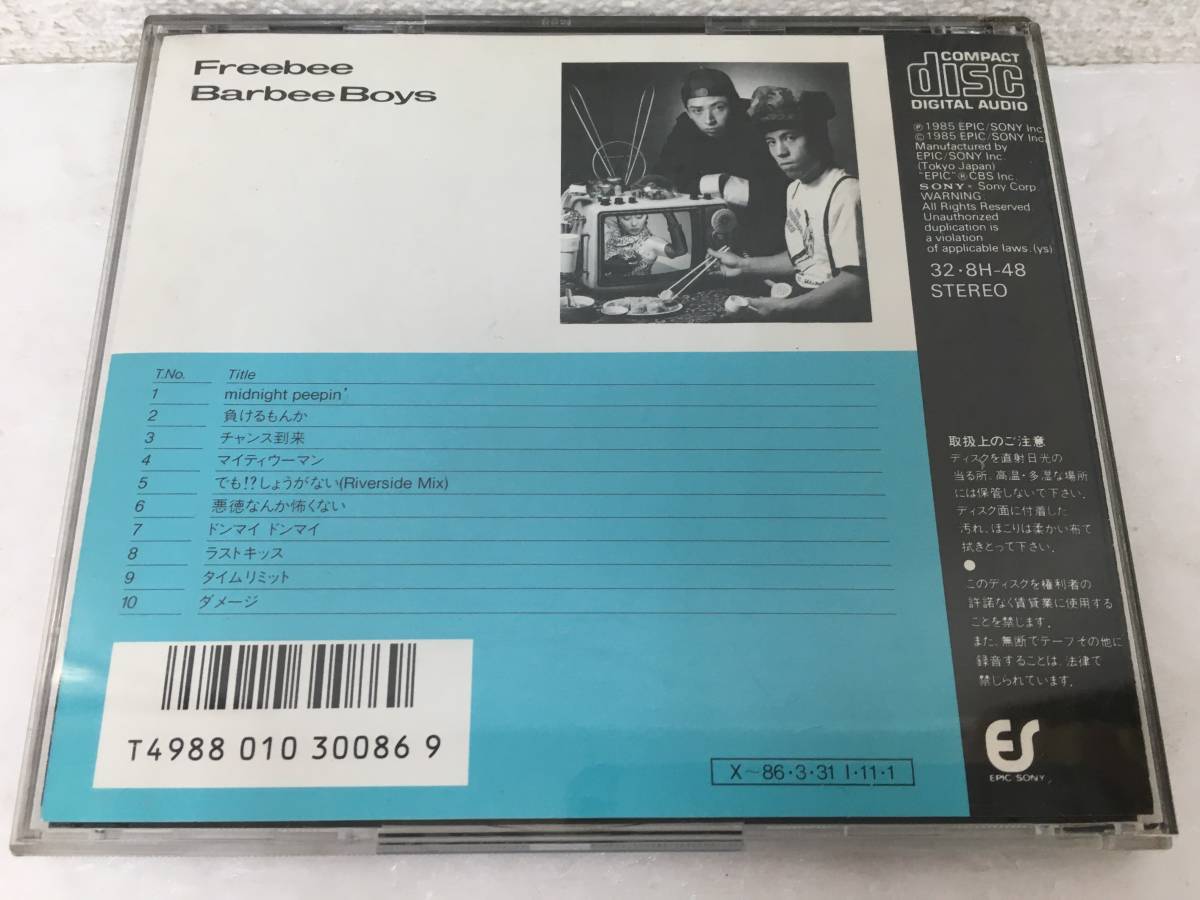 Freebee
BarbeeBoys
COMPACT
disc
DIGITAL AUDIO
℗1985 EPIC/SONY Inc.
©1985 EPIC/SONY Inc.
Manufactured by
EPIC/SONY Inc.
(Tokyo Japan)
"EPIC"®CBS Inc.
SONY® Sony Corp.
WARNING:
All Rights Reserved.
Unauthorized
duplication is
a violation
of applicable laws.(ys)
32・8H-48
STEREO
T.No. Title
1 midnight peepin'
2 負けるもんか
3 チャンス到来
4 マイティウーマン
5 でも!?しょうがない(Riverside Mix)
6 悪徳なんか怖くない
7 ドンマイ ドンマイ
8 ラストキッス
9 タイムリミット
10 ダメージ
取扱上のご注意
ディスクを直射日光の
当る所、高温・多湿な場所
には保管しないで下さい。
ディスク面に付着した
汚れ、ほこりは柔かい布で
拭きとって下さい。
●
このディスクを権利者の
許諾なく賃貸業に使用する
ことを禁じます。
また、無断でテープその他に
録音することは、法律で
禁じられています。
T4988 010 30086 9
X〜86・3・31 I・11・1
ES
EPIC SONY